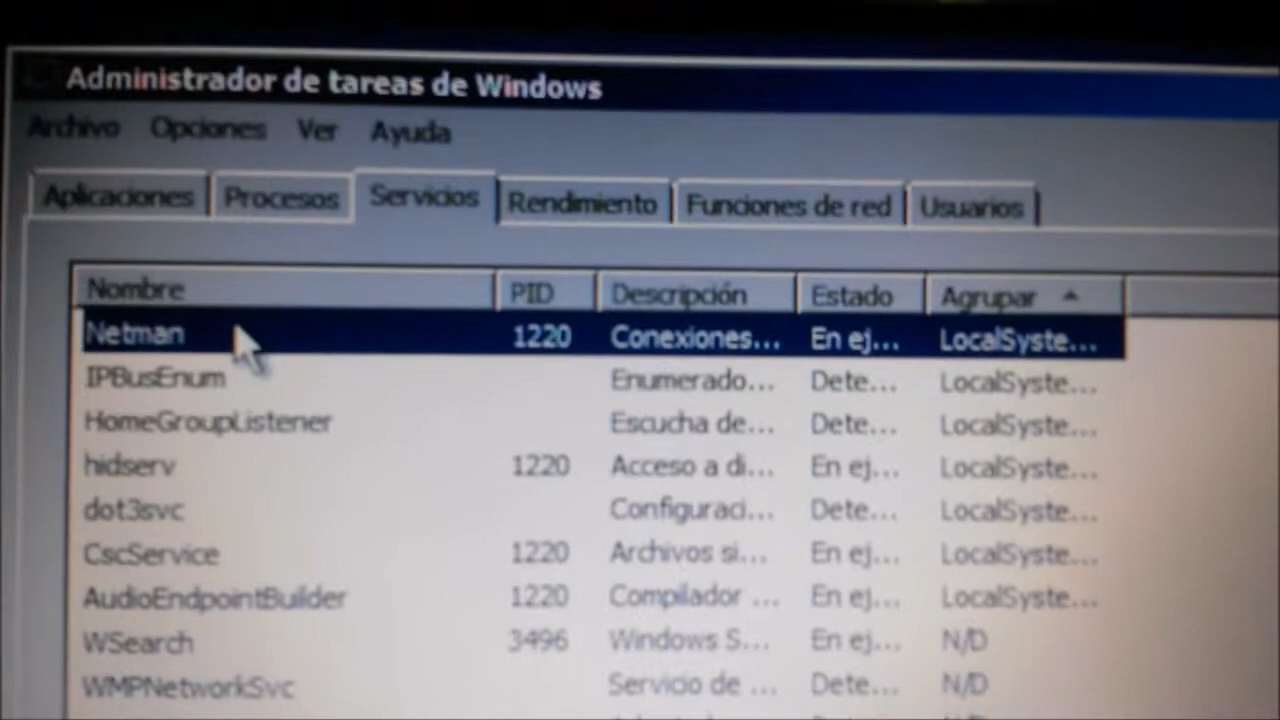 Administrador de tareas de Windows
Archivo Opciones Ver Ayuda
Aplicaciones Procesos Servicios Rendimiento Funciones de red Usuarios
Nombre PID Descripción Estado Agrupar
Netman 1220 Conexiones... En ej... LocalSyste...
IPBusEnum Enumerado... Dete... LocalSyste...
HomeGroupListener Escucha de... Dete... LocalSyste...
hidserv 1220 Acceso a di... En ej... LocalSyste...
dot3svc Configuraci... Dete... LocalSyste...
CscService 1220 Archivos si... En ej... LocalSyste...
AudioEndpointBuilder 1220 Compilador ... En ej... LocalSyste...
WSearch 3496 Windows S... En ej... N/D
WMPNetworkSvc Servicio de ... Dete... N/D